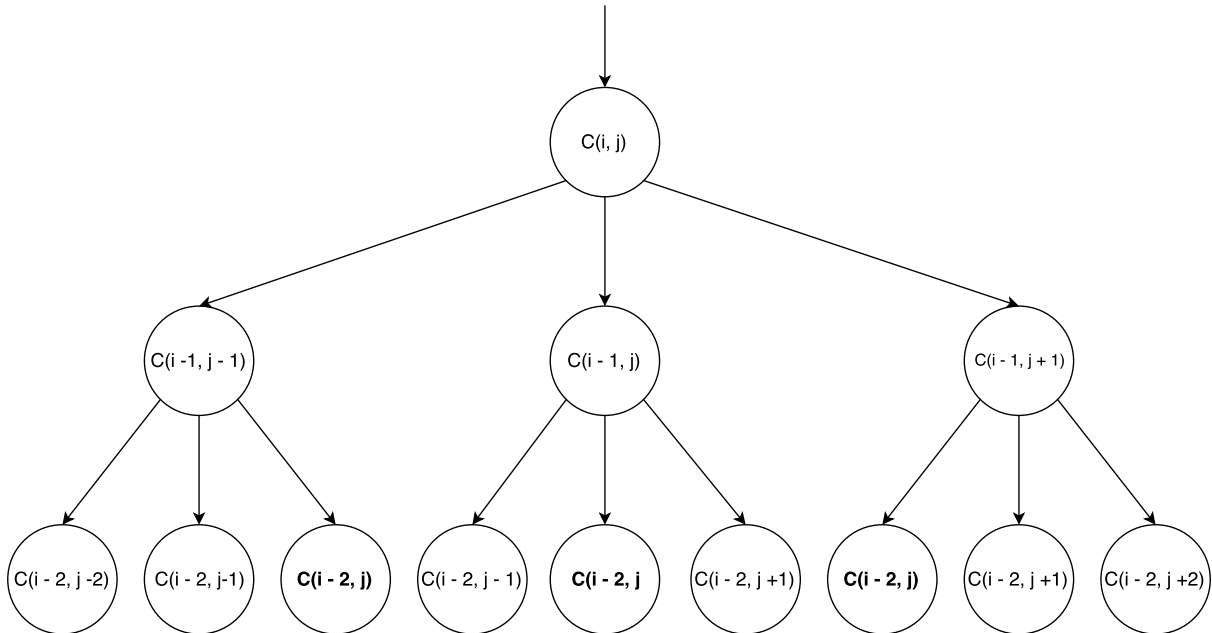 C(i, j)
C(i -1, j - 1)
C(i - 1, j)
C(i - 1, j + 1)
C(i - 2, j -2)
C(i - 2, j-1)
C(i - 2, j)
C(i - 2, j - 1)
C(i - 2, j
C(i - 2, j +1)
C(i - 2, j)
C(i - 2, j +1)
C(i - 2, j +2)